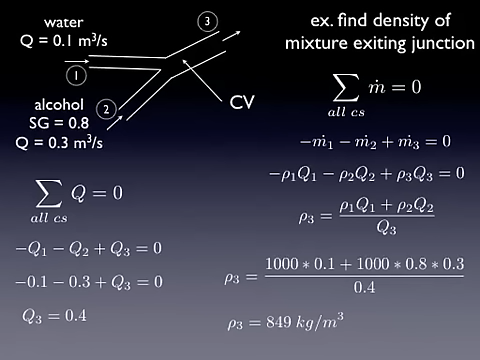 water
Q = 0.1 m³/s
1
alcohol
SG = 0.8
Q = 0.3 m³/s
2
3
CV
∑ Q = 0
all cs
−Q₁ − Q₂ + Q₃ = 0
−0.1 − 0.3 + Q₃ = 0
Q₃ = 0.4
ex. find density of
mixture exiting junction
∑ ṁ = 0
all cs
−ṁ₁ − ṁ₂ + ṁ₃ = 0
−ρ₁Q₁ − ρ₂Q₂ + ρ₃Q₃ = 0
ρ₃ = (ρ₁Q₁ + ρ₂Q₂) / Q₃
ρ₃ = (1000 * 0.1 + 1000 * 0.8 * 0.3) / 0.4
ρ₃ = 849 kg/m³